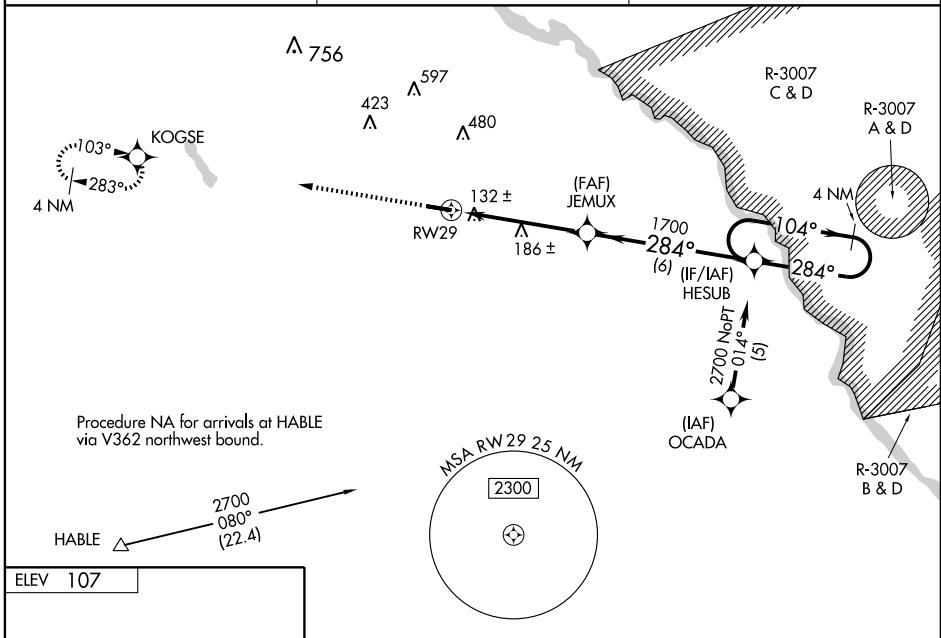 756
597
423
480
R-3007
C & D
R-3007
A & D
KOGSE
103°
283°
4 NM
132 ±
RW29
186 ±
(FAF)
JEMUX
1700
284°
(6)
(IF/IAF)
HESUB
4 NM
104°
284°
2700 NoPT
014°
(5)
(IAF)
OCADA
R-3007
B & D
Procedure NA for arrivals at HABLE
via V362 northwest bound.
MSA RW29 25 NM
2300
HABLE
2700
080°
(22.4)
ELEV 107